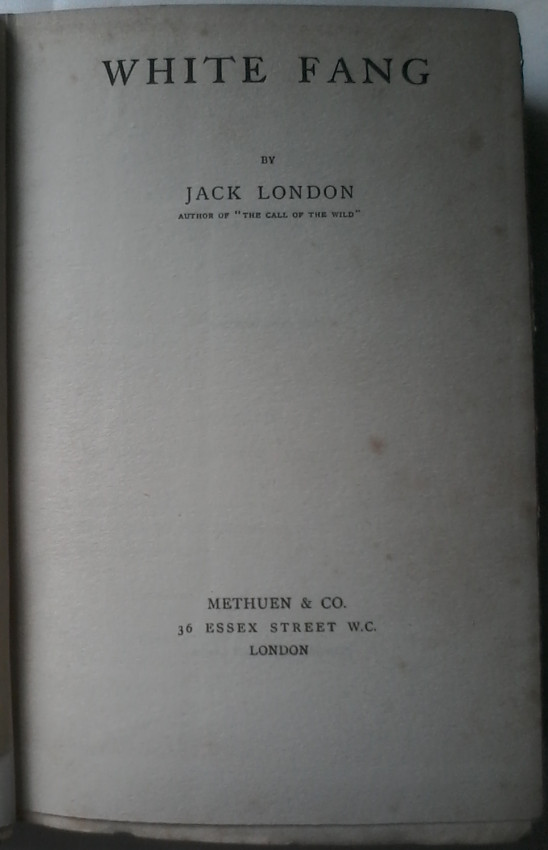 WHITE FANG
BY
JACK LONDON
AUTHOR OF "THE CALL OF THE WILD"
METHUEN & CO.
36 ESSEX STREET W.C.
LONDON